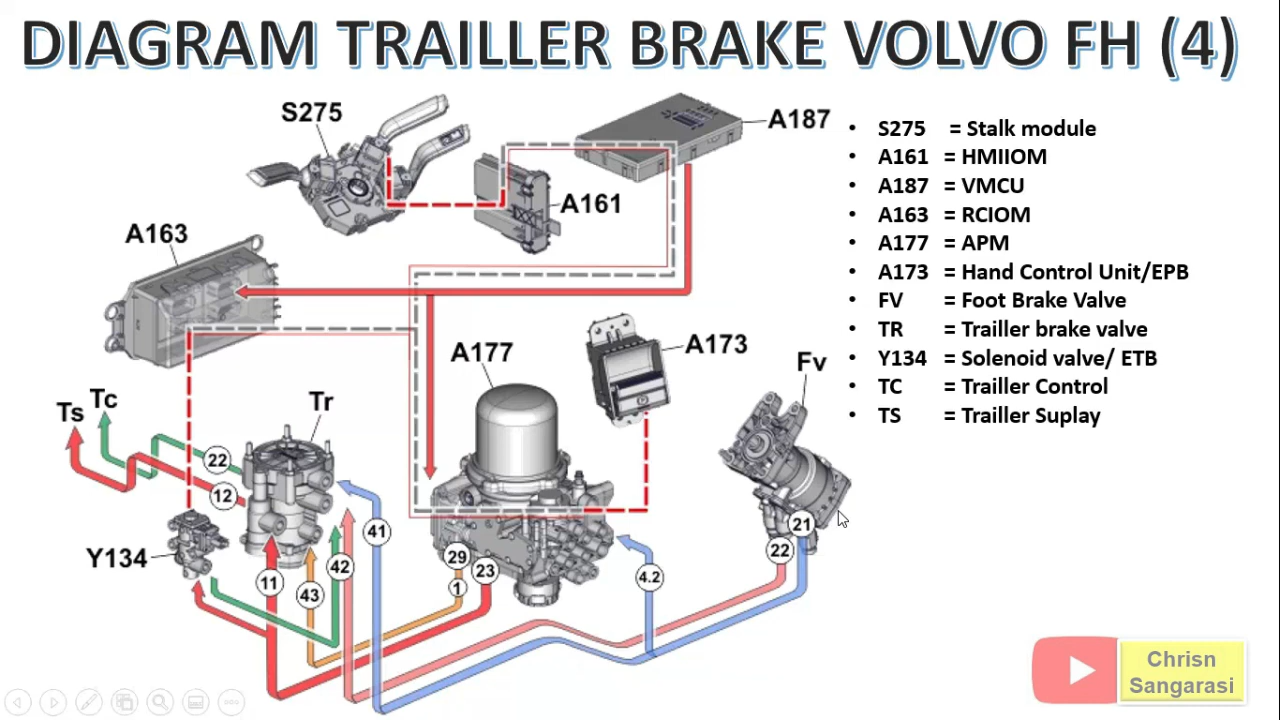 DIAGRAM TRAILLER BRAKE VOLVO FH (4)
S275
A187
A161
A163
A177
A173
Fv
Ts
Tc
Tr
22
12
Y134
11
43
42
41
29
1
23
4.2
22
21
• S275 = Stalk module
• A161 = HMIIOM
• A187 = VMCU
• A163 = RCIOM
• A177 = APM
• A173 = Hand Control Unit/EPB
• FV = Foot Brake Valve
• TR = Trailler brake valve
• Y134 = Solenoid valve/ ETB
• TC = Trailler Control
• TS = Trailler Suplay
Chrisn
Sangarasi